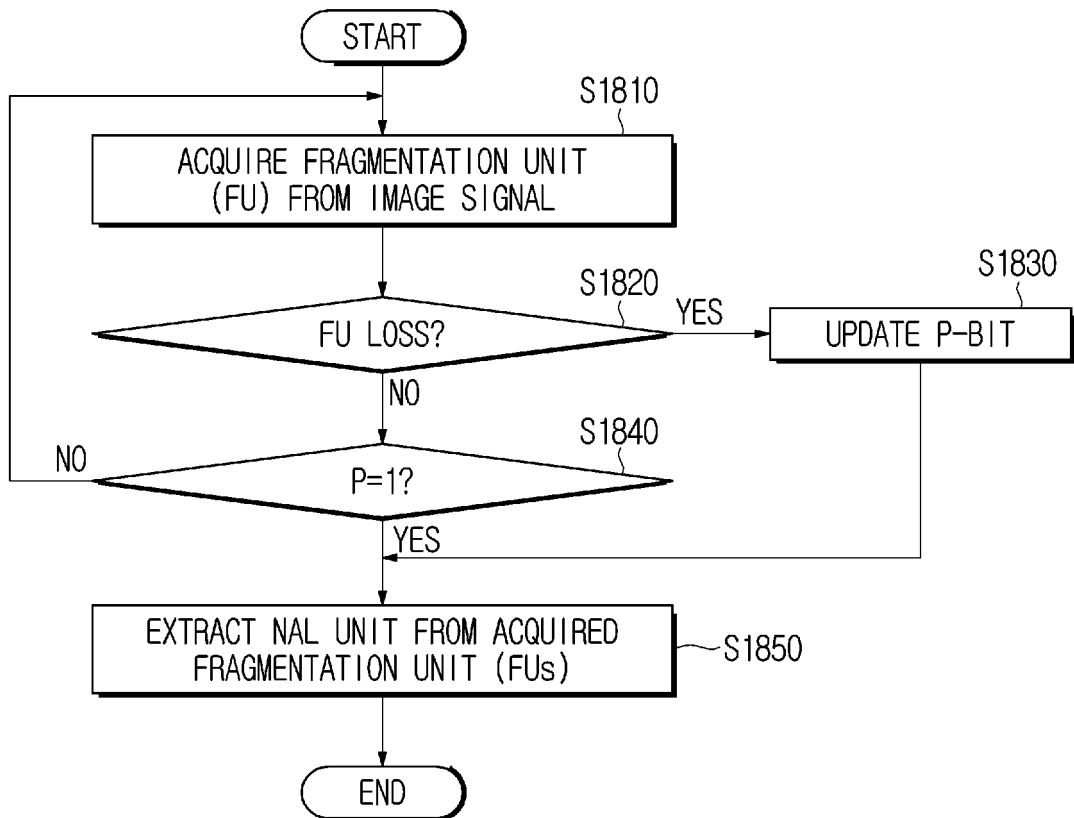 START
S1810
ACQUIRE FRAGMENTATION UNIT
(FU) FROM IMAGE SIGNAL
S1820
S1830
FU LOSS?
YES
UPDATE P-BIT
NO
S1840
NO
P=1?
YES
EXTRACT NAL UNIT FROM ACQUIRED
FRAGMENTATION UNIT (FUs)
S1850
END